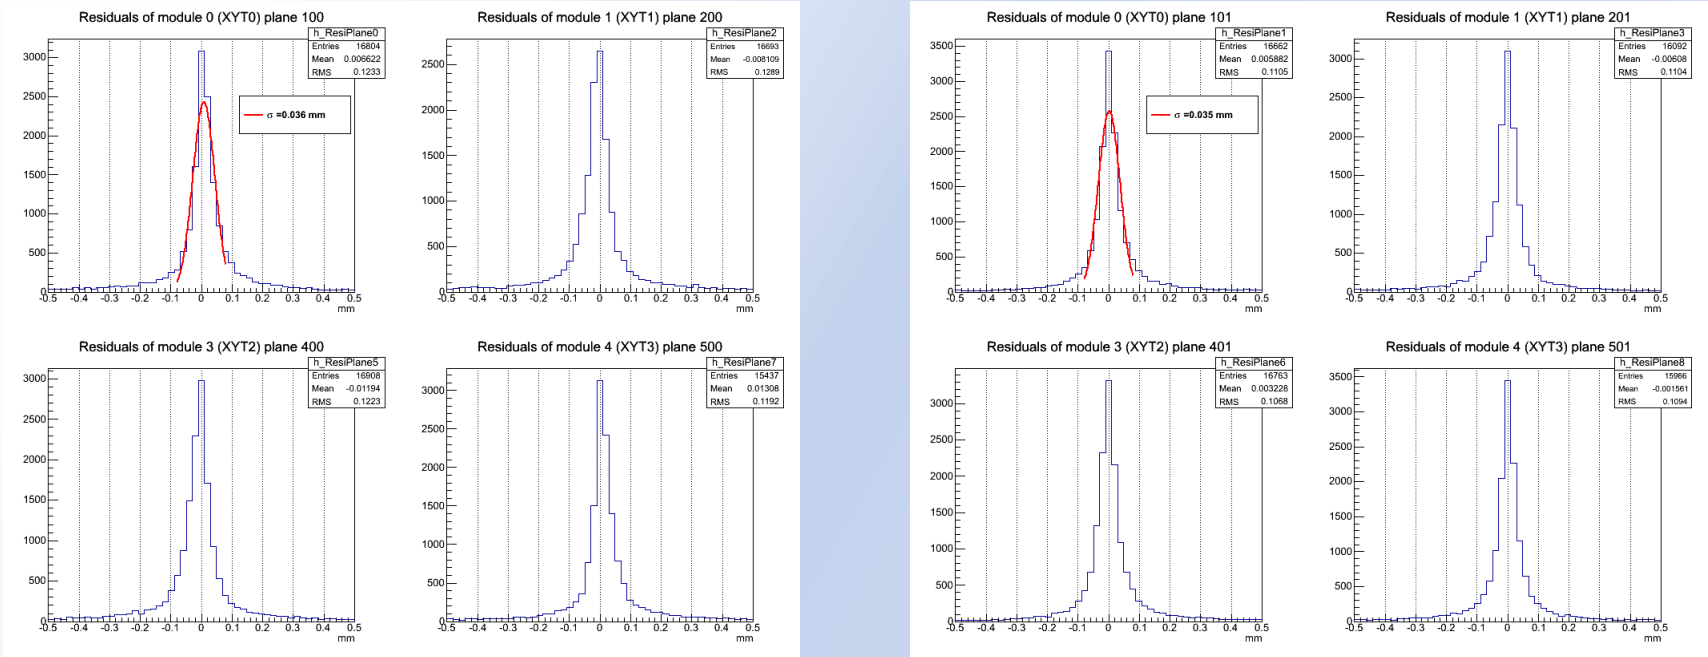 Residuals of module 0 (XYT0) plane 100
h_ResiPlane0
Entries 16804
Mean 0.006622
RMS 0.1233
σ =0.036 mm
3000
2500
2000
1500
1000
500
0
-0.5 -0.4 -0.3 -0.2 -0.1 0 0.1 0.2 0.3 0.4 0.5
mm
Residuals of module 1 (XYT1) plane 200
h_ResiPlane2
Entries 16693
Mean -0.008109
RMS 0.1289
2500
2000
1500
1000
500
0
-0.5 -0.4 -0.3 -0.2 -0.1 0 0.1 0.2 0.3 0.4 0.5
mm
Residuals of module 0 (XYT0) plane 101
h_ResiPlane1
Entries 16662
Mean 0.005882
RMS 0.1105
σ =0.035 mm
3500
3000
2500
2000
1500
1000
500
0
-0.5 -0.4 -0.3 -0.2 -0.1 0 0.1 0.2 0.3 0.4 0.5
mm
Residuals of module 1 (XYT1) plane 201
h_ResiPlane3
Entries 16092
Mean -0.00608
RMS 0.1104
3000
2500
2000
1500
1000
500
0
-0.5 -0.4 -0.3 -0.2 -0.1 0 0.1 0.2 0.3 0.4 0.5
mm
Residuals of module 3 (XYT2) plane 400
h_ResiPlane5
Entries 16908
Mean -0.01194
RMS 0.1223
3000
2500
2000
1500
1000
500
0
-0.5 -0.4 -0.3 -0.2 -0.1 0 0.1 0.2 0.3 0.4 0.5
mm
Residuals of module 4 (XYT3) plane 500
h_ResiPlane7
Entries 15437
Mean 0.01308
RMS 0.1192
3000
2500
2000
1500
1000
500
0
-0.5 -0.4 -0.3 -0.2 -0.1 0 0.1 0.2 0.3 0.4 0.5
mm
Residuals of module 3 (XYT2) plane 401
h_ResiPlane6
Entries 16763
Mean 0.003228
RMS 0.1068
3000
2500
2000
1500
1000
500
0
-0.5 -0.4 -0.3 -0.2 -0.1 0 0.1 0.2 0.3 0.4 0.5
mm
Residuals of module 4 (XYT3) plane 501
h_ResiPlane8
Entries 15966
Mean -0.001561
RMS 0.1094
3500
3000
2500
2000
1500
1000
500
0
-0.5 -0.4 -0.3 -0.2 -0.1 0 0.1 0.2 0.3 0.4 0.5
mm